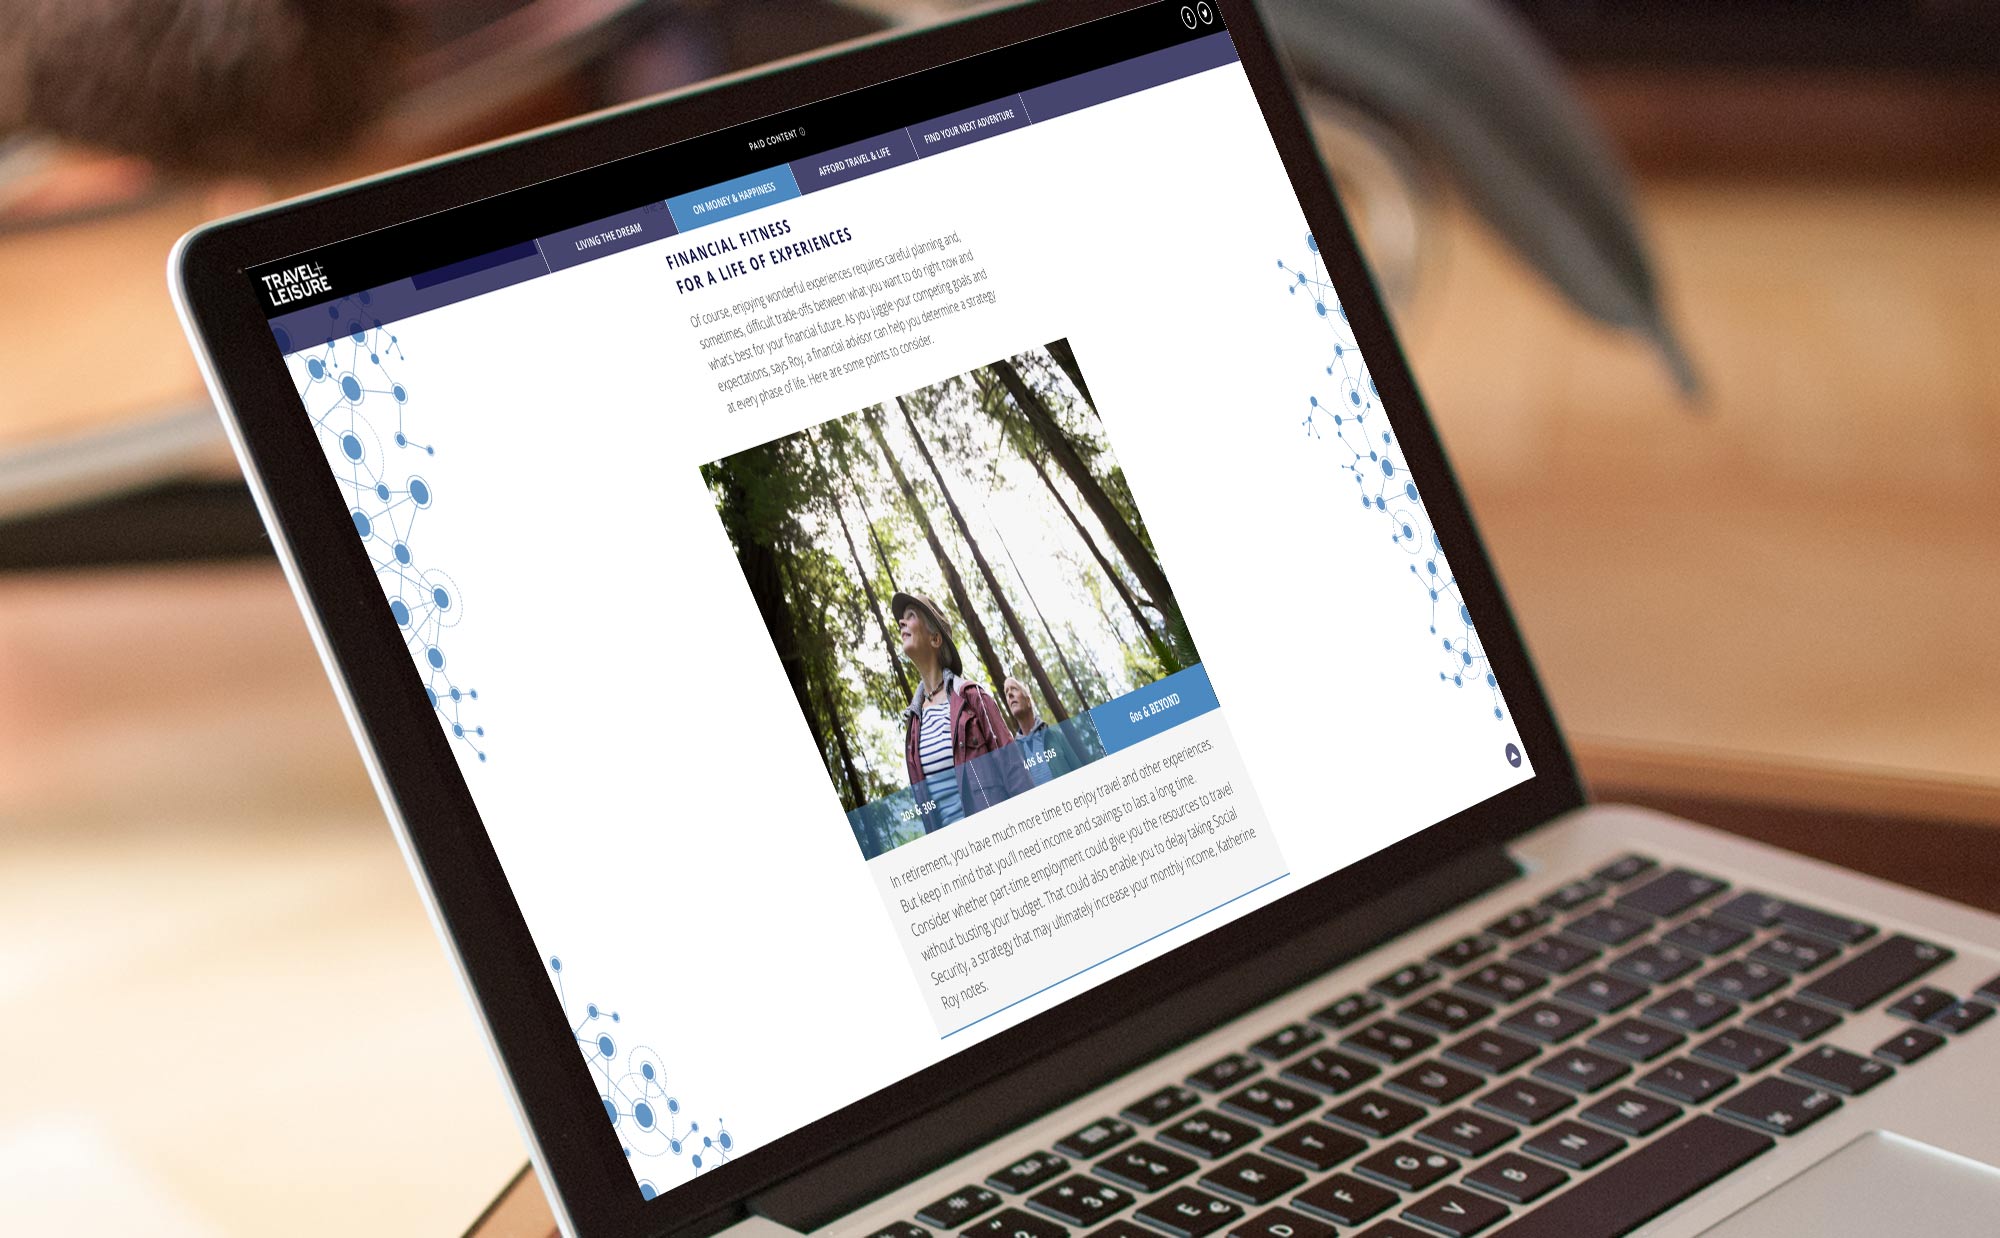 TRAVEL+
LEISURE
PAID CONTENT
LIVING THE DREAM
ON MONEY & HAPPINESS
AFFORD TRAVEL & LIFE
FIND YOUR NEXT ADVENTURE
FINANCIAL FITNESS
FOR A LIFE OF EXPERIENCES
Of course, enjoying wonderful experiences requires careful planning and,
sometimes, difficult trade-offs between what you want to do right now and
what's best for your financial future. As you juggle your competing goals and
expectations, says Roy, a financial advisor can help you determine a strategy
at every phase of life. Here are some points to consider.
20s & 30s
40s & 50s
60s & BEYOND
In retirement, you have much more time to enjoy travel and other experiences.
But keep in mind that you'll need income and savings to last a long time.
Consider whether part-time employment could give you the resources to travel
without busting your budget. That could also enable you to delay taking Social
Security, a strategy that may ultimately increase your monthly income, Katherine
Roy notes.
E R T Z U
D F G H J K
V B N M